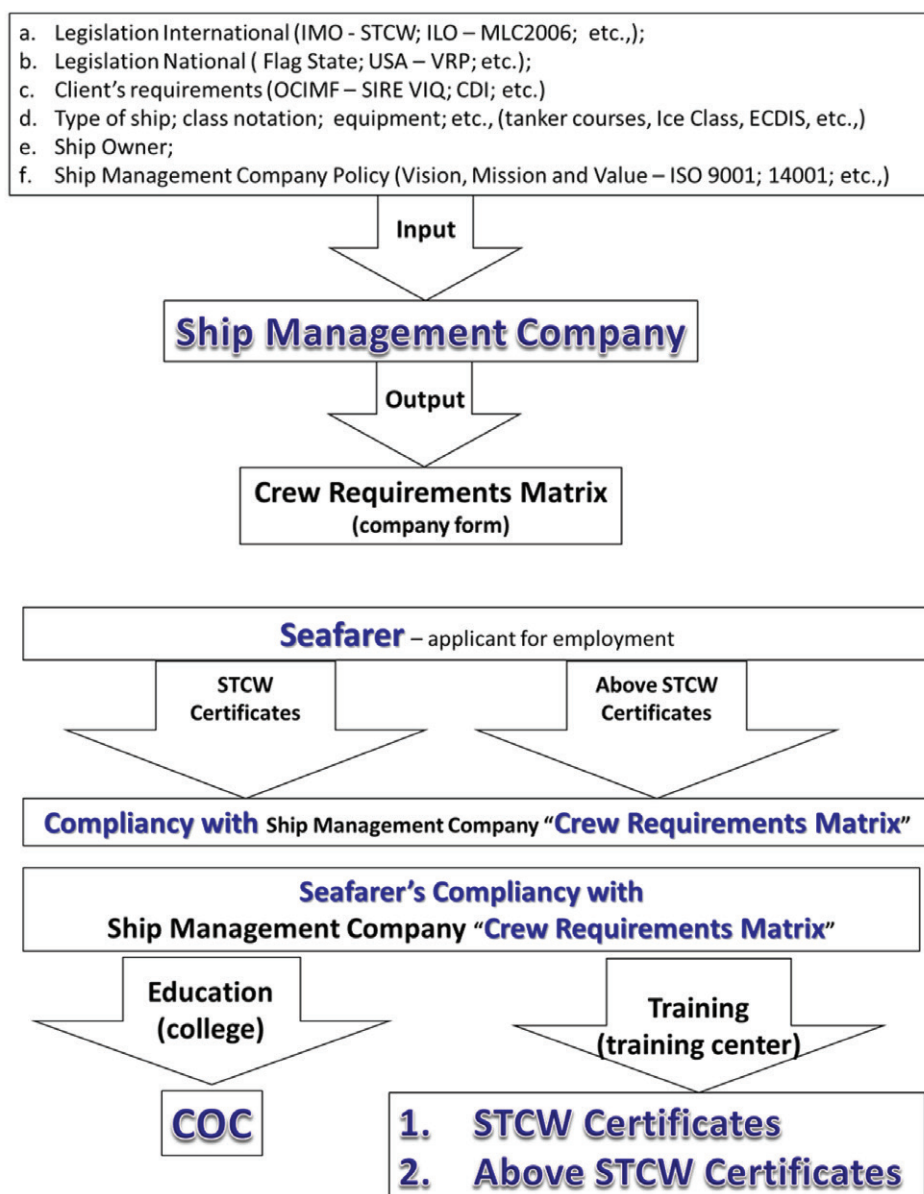 a. Legislation International (IMO - STCW; ILO – MLC2006; etc.,);
b. Legislation National ( Flag State; USA – VRP; etc.);
c. Client's requirements (OCIMF – SIRE VIQ; CDI; etc.)
d. Type of ship; class notation; equipment; etc., (tanker courses, Ice Class, ECDIS, etc.,)
e. Ship Owner;
f. Ship Management Company Policy (Vision, Mission and Value – ISO 9001; 14001; etc.,)
Input
Ship Management Company
Output
Crew Requirements Matrix
(company form)
Seafarer – applicant for employment
STCW
Certificates
Above STCW
Certificates
Compliancy with Ship Management Company "Crew Requirements Matrix"
Seafarer's Compliancy with
Ship Management Company "Crew Requirements Matrix"
Education
(college)
Training
(training center)
COC
1. STCW Certificates
2. Above STCW Certificates